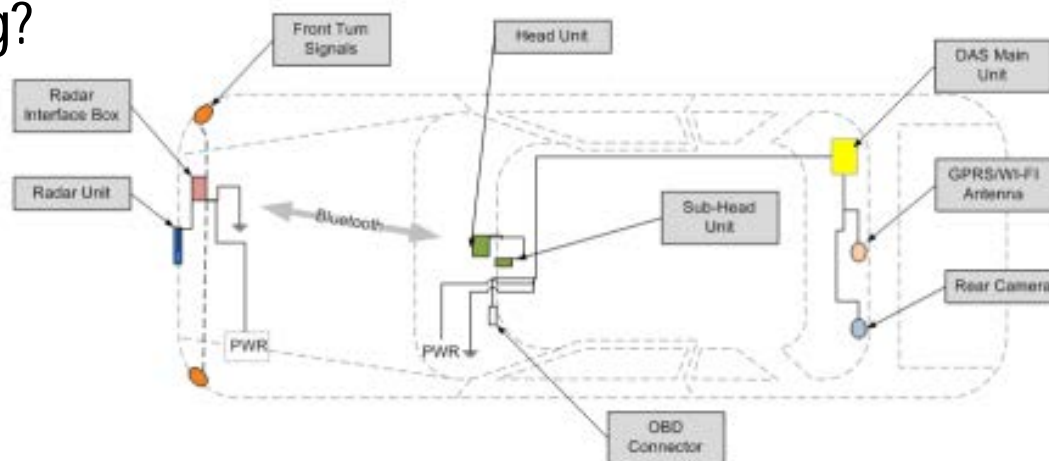 g?
Front Turn
Signals
Head Unit
DAS Main
Unit
Radar
Interface Box
Radar Unit
GPRS/WI-FI
Antenna
Sub-Head
Unit
Bluetooth
Rear Camera
PWR
PWR
OBD
Connector